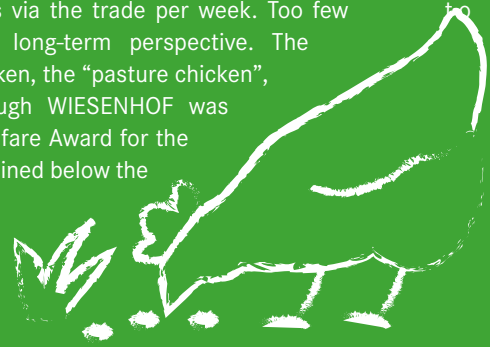 s via the trade per week. Too few
long-term perspective. The
ken, the “pasture chicken”,
ugh WIESENHOF was
fare Award for the
ined below the
to